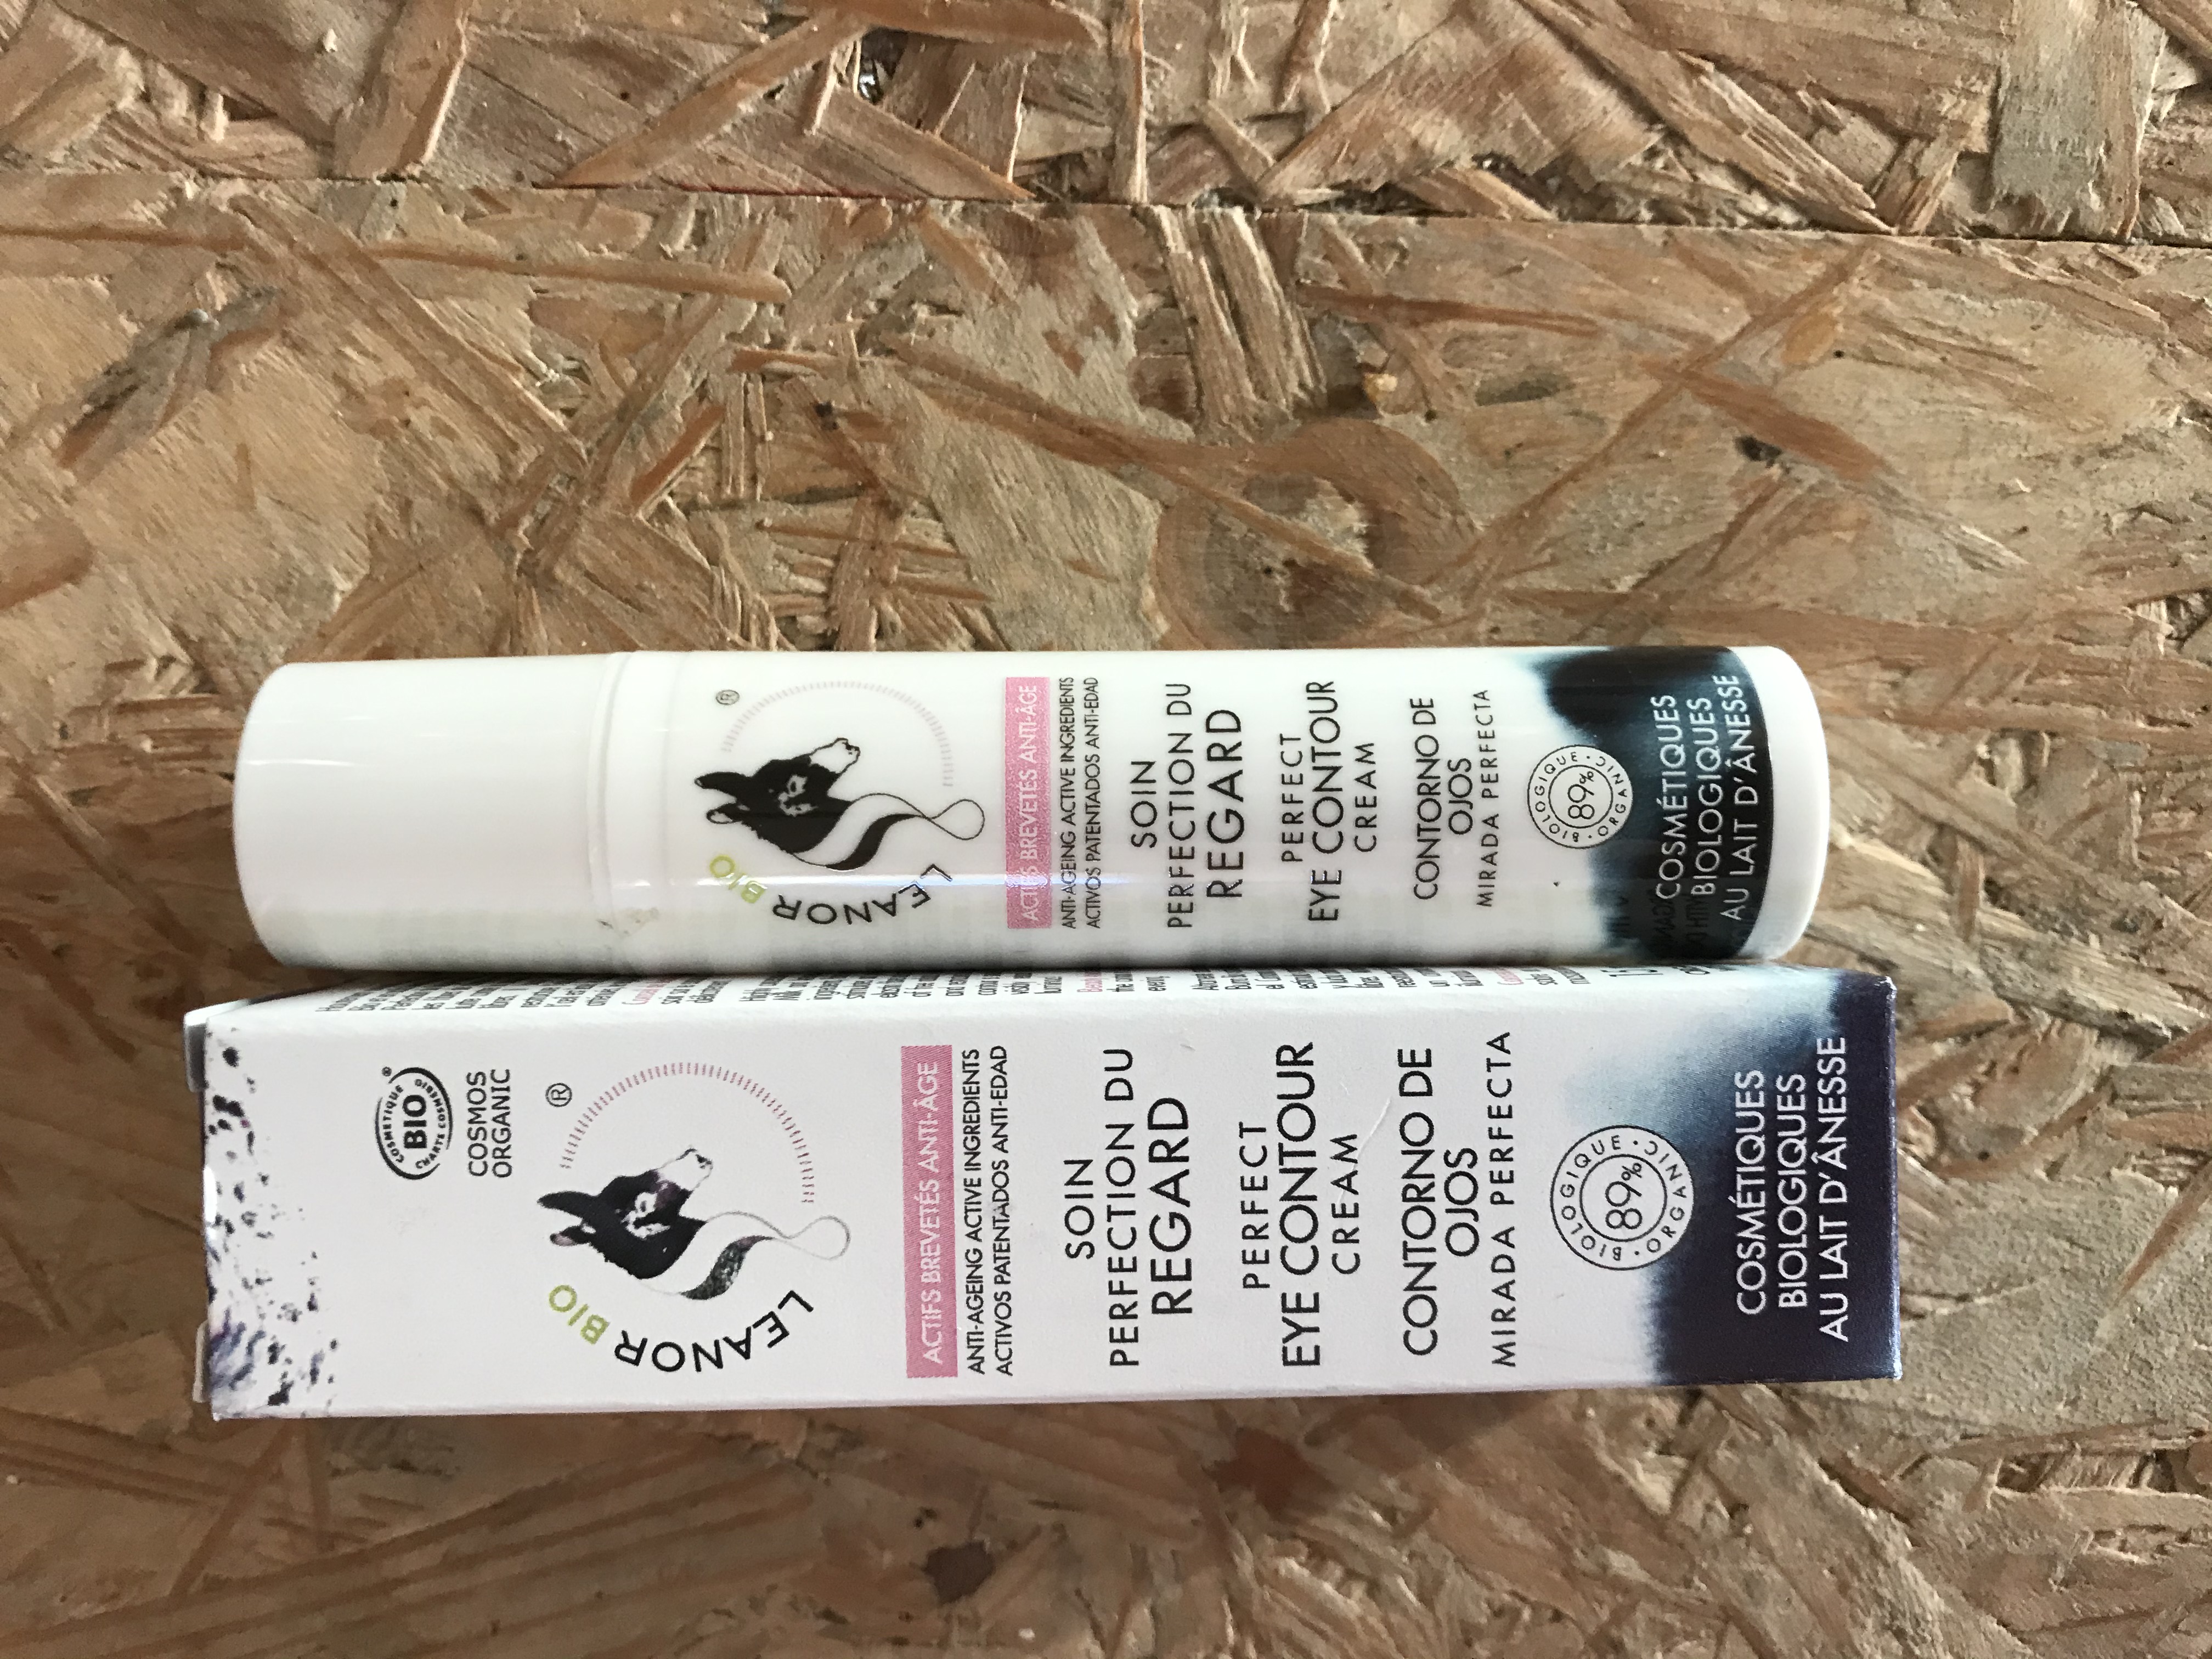 LEANOR BIO
®
ACTIFS BREVETÉS ANTI-ÂGE
ANTI-AGEING ACTIVE INGREDIENTS
ACTIVOS PATENTADOS ANTI-EDAD
SOIN
PERFECTION DU
REGARD
PERFECT
EYE CONTOUR
CREAM
CONTORNO DE
OJOS
MIRADA PERFECTA
BIOLOGIQUE · ORGANIC ·
89%
COSMÉTIQUES
BIOLOGIQUES
AU LAIT D'ÂNESSE
COSMÉTIQUE
BIO
CHARTE COSMEBIO
®
COSMOS
ORGANIC
LEANOR BIO
®
ACTIFS BREVETÉS ANTI-ÂGE
ANTI-AGEING ACTIVE INGREDIENTS
ACTIVOS PATENTADOS ANTI-EDAD
SOIN
PERFECTION DU
REGARD
PERFECT
EYE CONTOUR
CREAM
CONTORNO DE
OJOS
MIRADA PERFECTA
BIOLOGIQUE · ORGANIC ·
89%
COSMÉTIQUES
BIOLOGIQUES
AU LAIT D'ÂNESSE